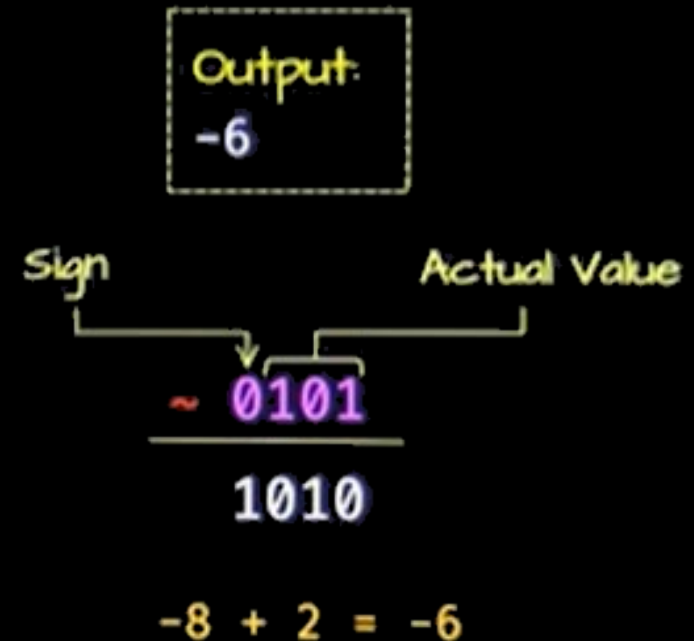 Output:
-6
Sign
Actual Value
~ 0101
1010
-8 + 2 = -6